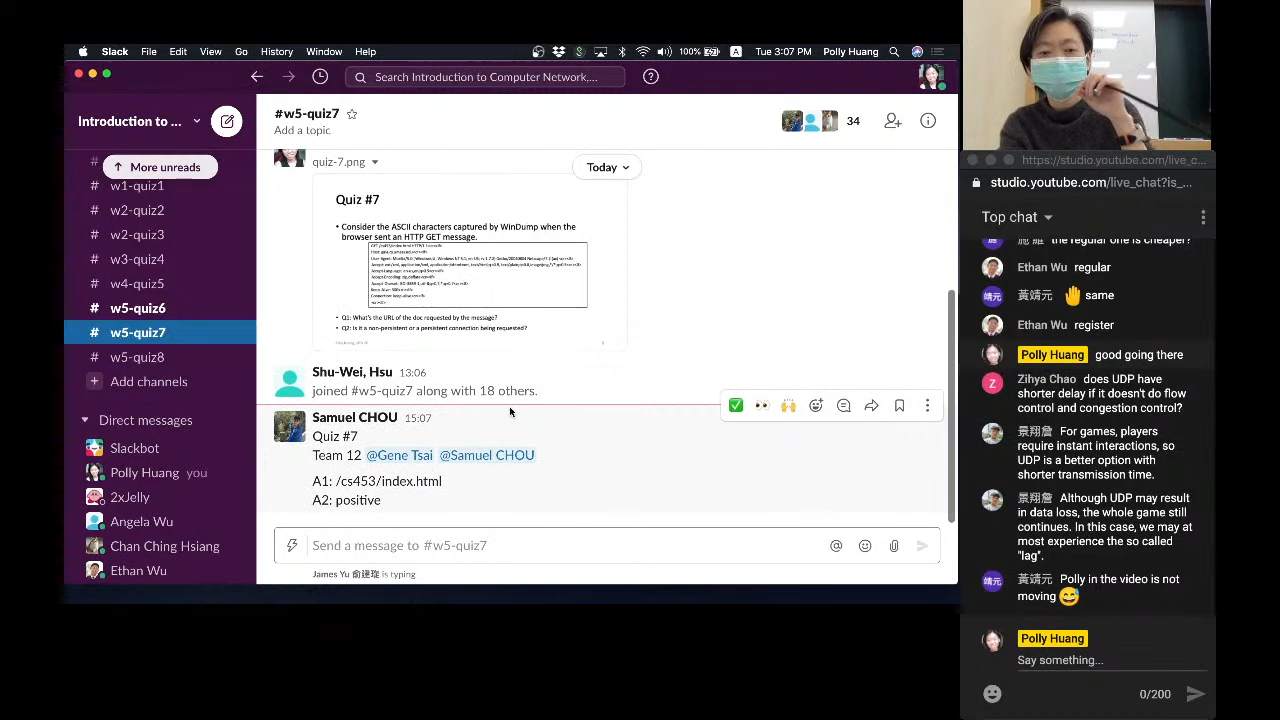 Slack File Edit View Go History Window Help 100% Tue 3:07 PM Polly Huang
Search Introduction to Computer Network,...
Introduction to ...
More unreads
# w1-quiz1
# w2-quiz2
# w2-quiz3
# w3-quiz4
# w4-quiz5
# w5-quiz6
# w5-quiz7
# w5-quiz8
Add channels
Direct messages
Slackbot
Polly Huang you
2xJelly
Angela Wu
Chan Ching Hsiang
Ethan Wu
#w5-quiz7
Add a topic
34
quiz-7.png
Today
Quiz #7
• Consider the ASCII characters captured by WinDump when the
browser sent an HTTP GET message.
• Q1: What's the URL of the doc requested by the message?
• Q2: Is it a non-persistent or a persistent connection being requested?
Shu-Wei, Hsu 13:06
joined #w5-quiz7 along with 18 others.
Samuel CHOU 15:07
Quiz #7
Team 12 @Gene Tsai @Samuel CHOU
A1: /cs453/index.html
A2: positive
Send a message to #w5-quiz7
is typing
https://studio.youtube.com/live_c...
studio.youtube.com/live_chat?is_...
Top chat
the regular one is cheaper?
Ethan Wu regular
黃靖元 🤚 same
Ethan Wu register
Polly Huang good going there
Zihya Chao does UDP have
shorter delay if it doesn't do flow
control and congestion control?
景翔詹 For games, players
require instant interactions, so
UDP is a better option with
shorter transmission time.
景翔詹 Although UDP may result
in data loss, the whole game still
continues. In this case, we may at
most experience the so called
"lag".
黃靖元 Polly in the video is not
moving 😅
Polly Huang
Say something...
0/200